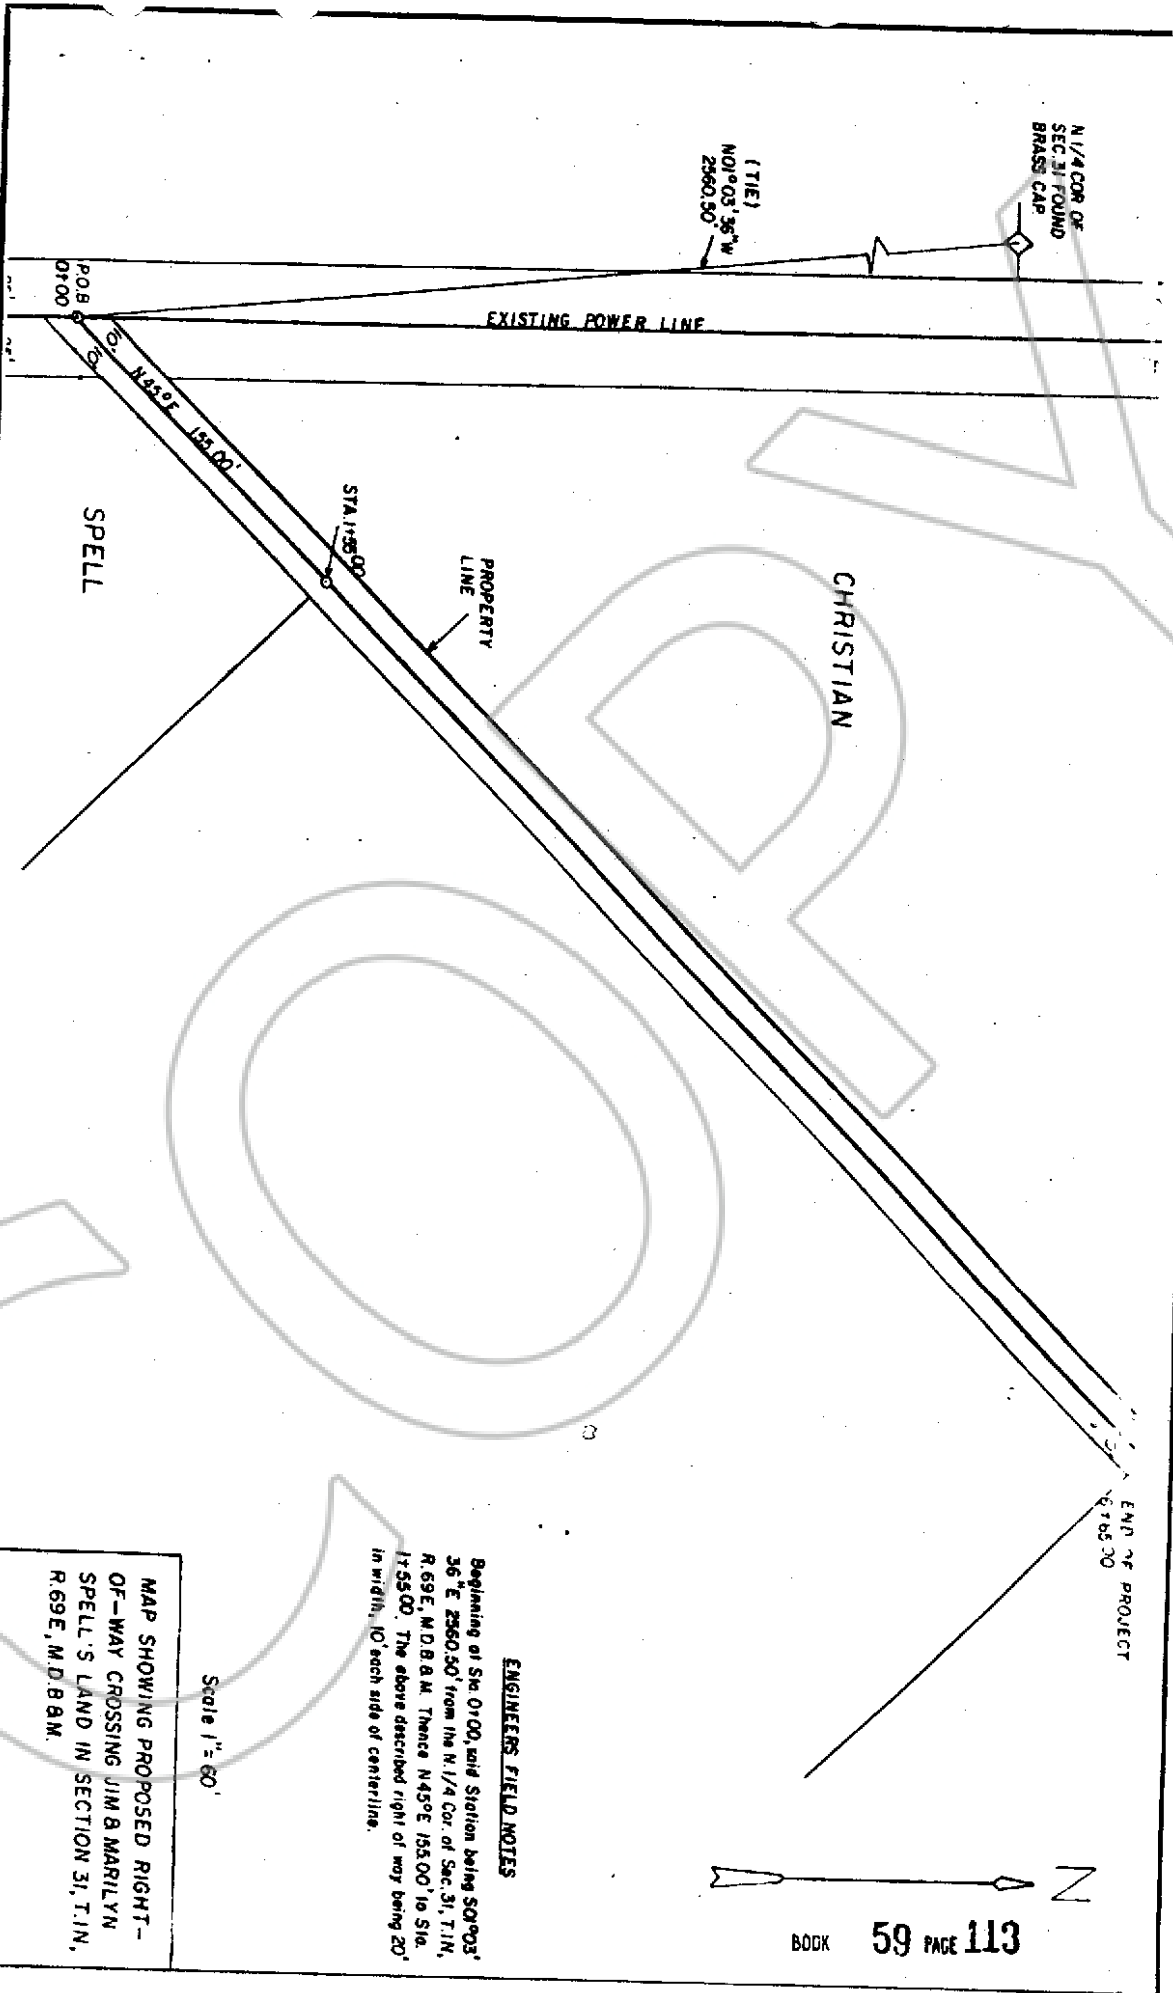 N 1/4 COR OF
SEC. 31 FOUND
BRASS CAP
(TIE)
N01°03'36"W
2560.50'
EXISTING POWER LINE
P.O.B
0+00
10'
10'
N45°E 155.00'
STA. 1+55.00
PROPERTY
LINE
SPELL
CHRISTIAN
END OF PROJECT
ENGINEERS FIELD NOTES
Beginning at Sta. 0+00, said Station being S01°03'
36"E 2560.50' from the N.1/4 Cor. of Sec. 31, T.1N,
R.69E, M.D.B.&M. Thence N45°E 155.00' to Sta.
1+55.00. The above described right of way being 20'
in width, 10' each side of centerline.
Scale 1"=60'
MAP SHOWING PROPOSED RIGHT-
OF-WAY CROSSING JIM & MARILYN
SPELL'S LAND IN SECTION 31, T.1N,
R.69E, M.D.B&M.
N
BOOK 59 PAGE 113
COPY